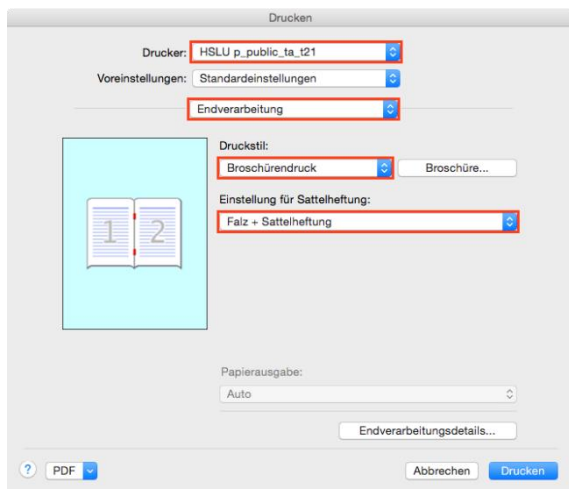 Drucken
Drucker: HSLU p_public_ta_t21
Voreinstellungen: Standardeinstellungen
Endverarbeitung
Druckstil:
Broschürendruck Broschüre...
Einstellung für Sattelheftung:
Falz + Sattelheftung
1 2
Papierausgabe:
Auto
Endverarbeitungsdetails...
? PDF Abbrechen Drucken